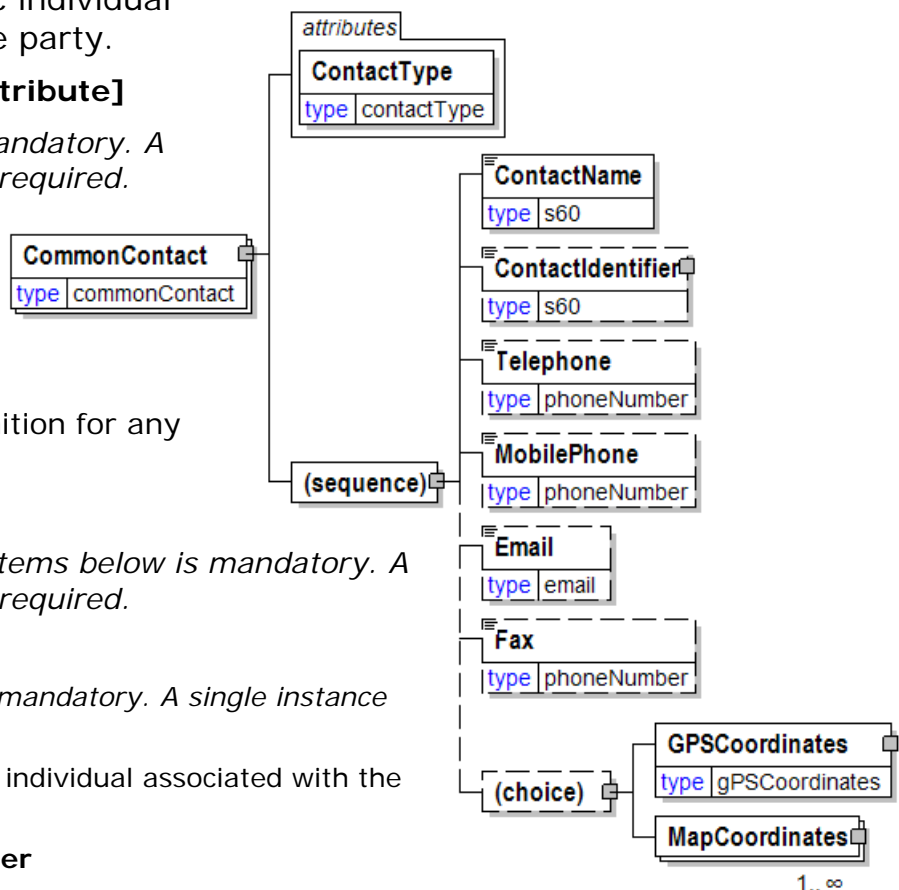 individual
party.
attributes
ContactType
type contactType
tribute]
andatory. A
required.
ContactName
type s60
CommonContact
type commonContact
ContactIdentifier
type s60
Telephone
type phoneNumber
ition for any
MobilePhone
type phoneNumber
(sequence)
Email
type email
tems below is mandatory. A
required.
Fax
type phoneNumber
mandatory. A single instance
GPSCoordinates
type gPSCoordinates
individual associated with the
(choice)
MapCoordinates
er
1..∞